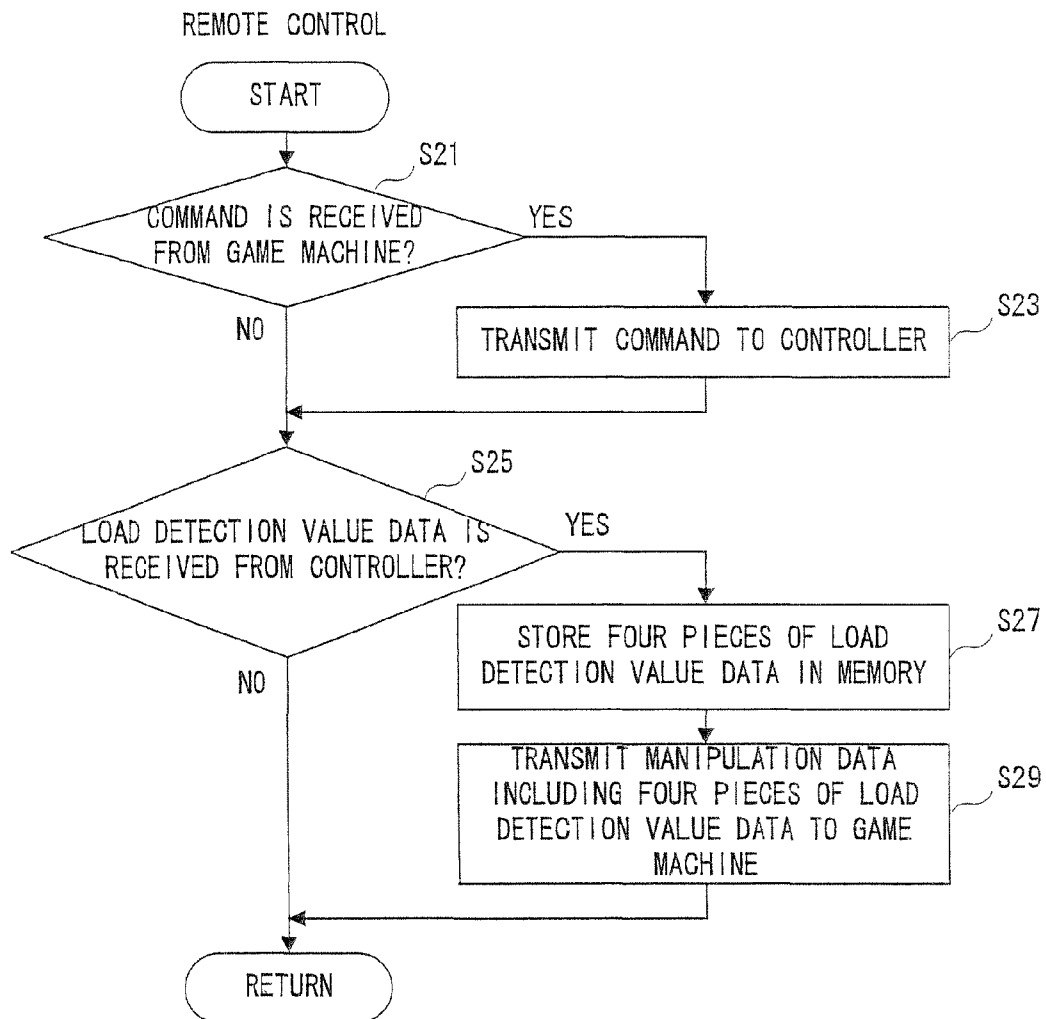 REMOTE CONTROL
START
S21
COMMAND IS RECEIVED
FROM GAME MACHINE?
YES
NO
S23
TRANSMIT COMMAND TO CONTROLLER
S25
LOAD DETECTION VALUE DATA IS
RECEIVED FROM CONTROLLER?
YES
NO
S27
STORE FOUR PIECES OF LOAD
DETECTION VALUE DATA IN MEMORY
S29
TRANSMIT MANIPULATION DATA
INCLUDING FOUR PIECES OF LOAD
DETECTION VALUE DATA TO GAME
MACHINE
RETURN